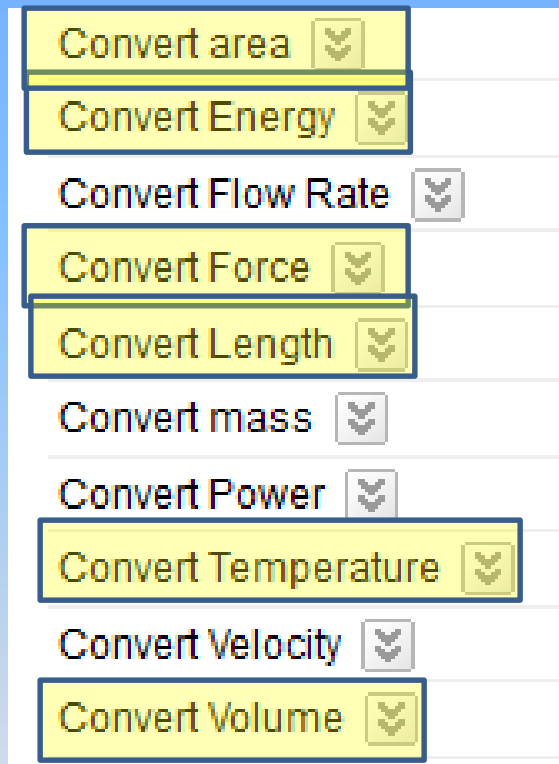 Convert area
Convert Energy
Convert Flow Rate
Convert Force
Convert Length
Convert mass
Convert Power
Convert Temperature
Convert Velocity
Convert Volume